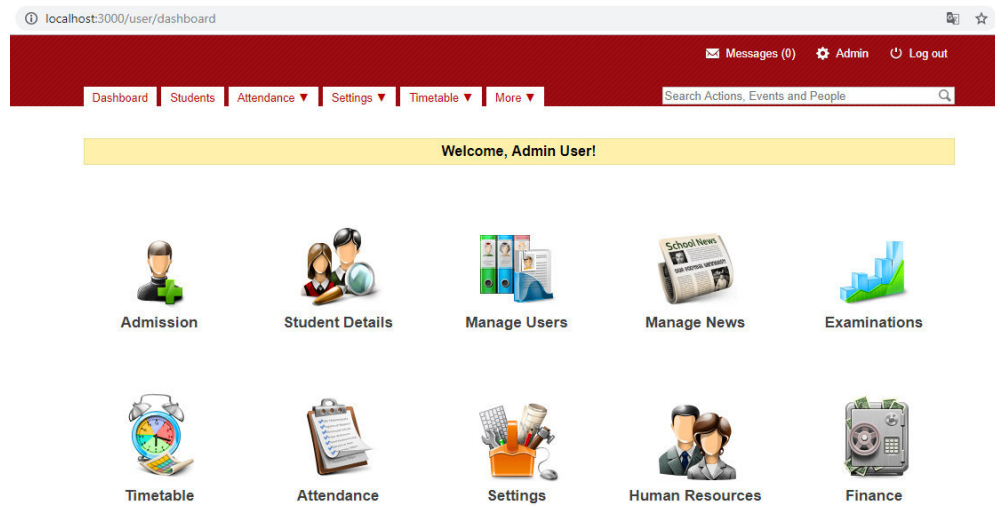 localhost:3000/user/dashboard
Messages (0) Admin Log out
Dashboard Students Attendance ▼ Settings ▼ Timetable ▼ More ▼ Search Actions, Events and People
Welcome, Admin User!
School News
Admission Student Details Manage Users Manage News Examinations
Timetable Attendance Settings Human Resources Finance